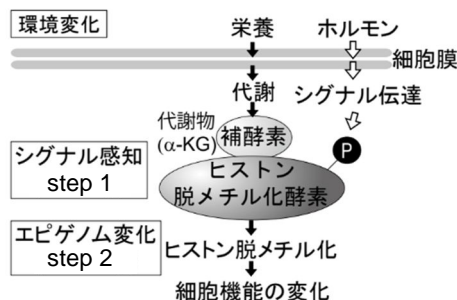 環境変化
栄養
ホルモン
細胞膜
代謝
シグナル伝達
代謝物
(α-KG)
補酵素
P
シグナル感知
step 1
ヒストン
脱メチル化酵素
エピゲノム変化
step 2
ヒストン脱メチル化
細胞機能の変化